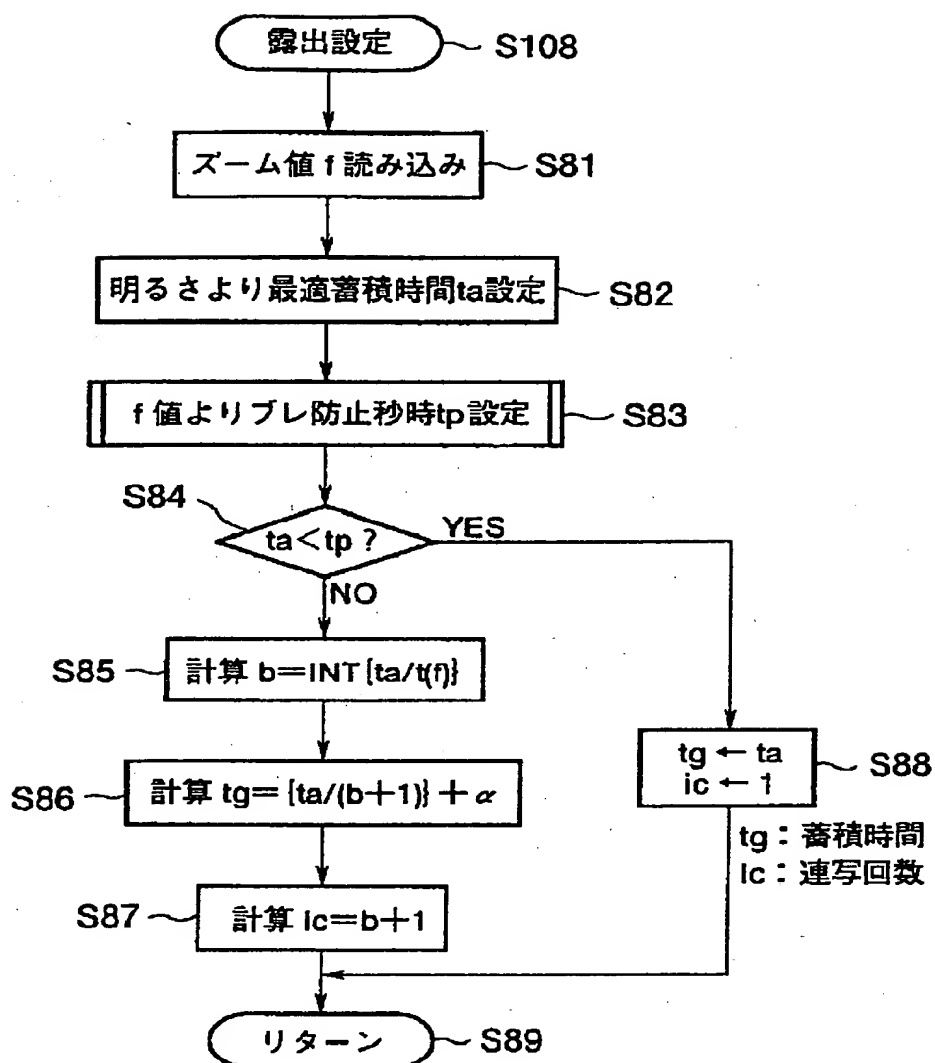 露出設定 S108
ズーム値 f 読み込み S81
明るさより最適蓄積時間ta設定 S82
f 値よりブレ防止秒時tp設定 S83
S84
ta<tp ?
YES
NO
S85 計算 b=INT{ta/t(f)}
S86 計算 tg={ta/(b+1)}+α
S87 計算 ic=b+1
tg ← ta
ic ← 1
S88
tg：蓄積時間
ic：連写回数
リターン S89